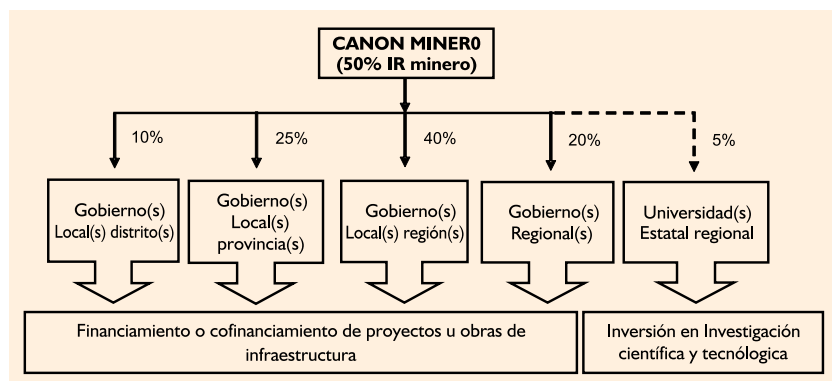 CANON MINER0
(50% IR minero)
10%
25%
40%
20%
5%
Gobierno(s)
Local(s) distrito(s)
Gobierno(s)
Local(s)
provincia(s)
Gobierno(s)
Local(s) región(s)
Gobierno(s)
Regional(s)
Universidad(s)
Estatal regional
Financiamiento o cofinanciamiento de proyectos u obras de
infraestructura
Inversión en Investigación
científica y tecnólogica